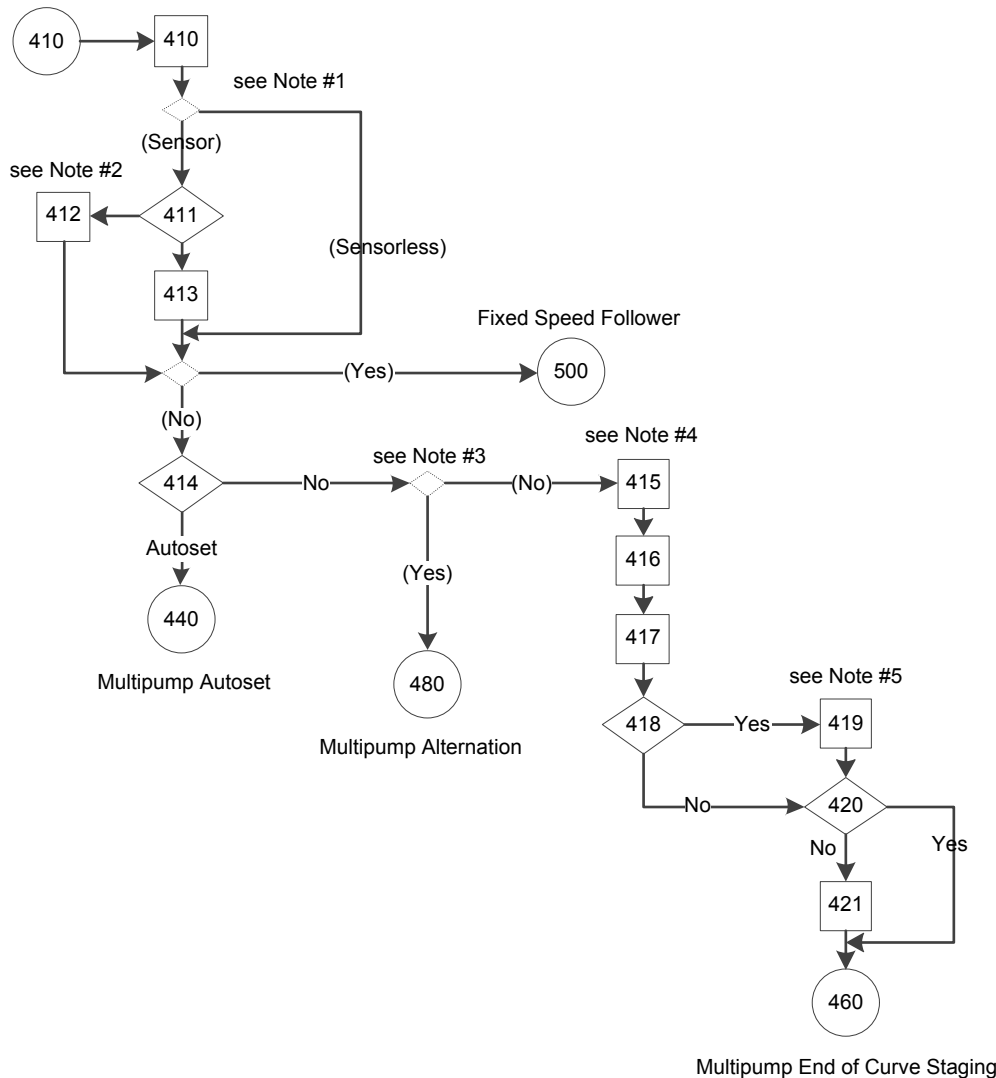 410
410
see Note #1
(Sensor)
see Note #2
412
411
(Sensorless)
413
Fixed Speed Follower
(Yes)
500
(No)
see Note #4
see Note #3
414
No
(No)
415
Autoset
416
(Yes)
440
417
Multipump Autoset
480
see Note #5
418
Yes
419
Multipump Alternation
No
420
No
Yes
421
460
Multipump End of Curve Staging